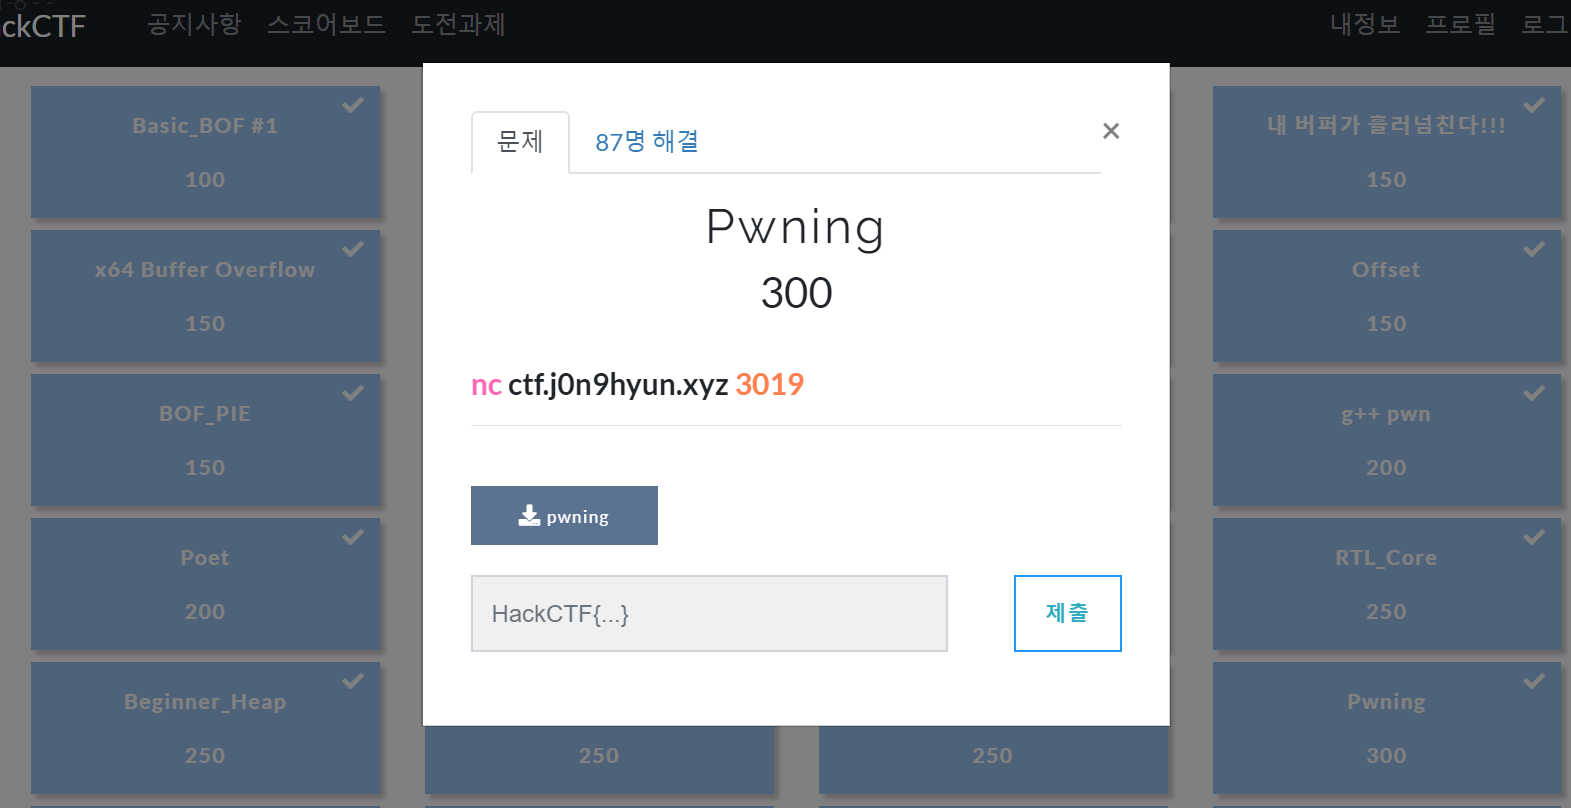 ckCTF 공지사항 스코어보드 도전과제 내정보 프로필 로그
Basic_BOF #1
100
내 버퍼가 흘러넘친다!!!
150
문제 87명 해결 ×
Pwning
300
nc ctf.j0n9hyun.xyz 3019
pwning
HackCTF{...} 제출
x64 Buffer Overflow
150
Offset
150
BOF_PIE
150
g++ pwn
200
Poet
200
RTL_Core
250
Beginner_Heap
250
250
250
Pwning
300